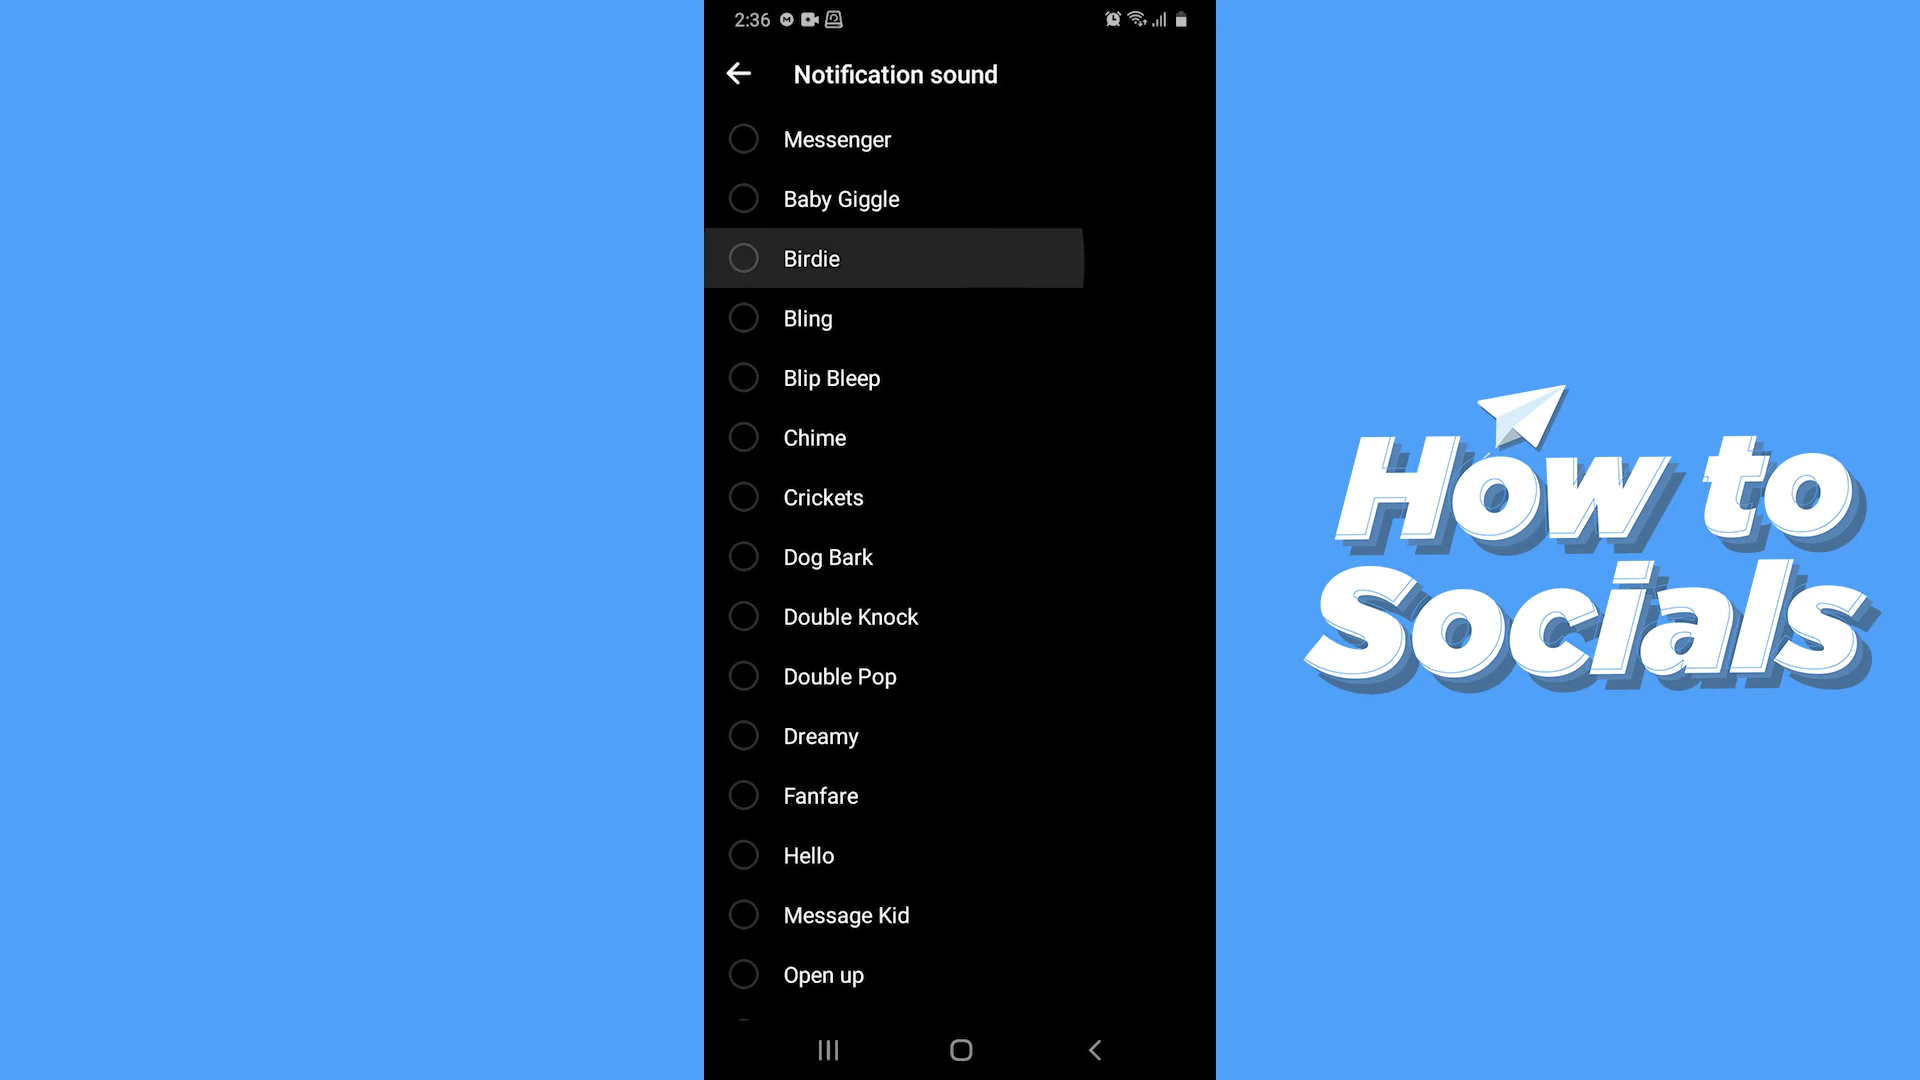 2:36
Notification sound
Messenger
Baby Giggle
Birdie
Bling
Blip Bleep
Chime
Crickets
Dog Bark
Double Knock
Double Pop
Dreamy
Fanfare
Hello
Message Kid
Open up
How to
Socials